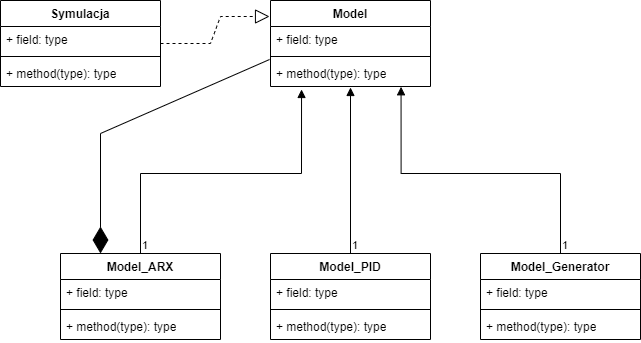 Symulacja
+ field: type
+ method(type): type
Model
+ field: type
+ method(type): type
1
1
1
Model_ARX
+ field: type
+ method(type): type
Model_PID
+ field: type
+ method(type): type
Model_Generator
+ field: type
+ method(type): type